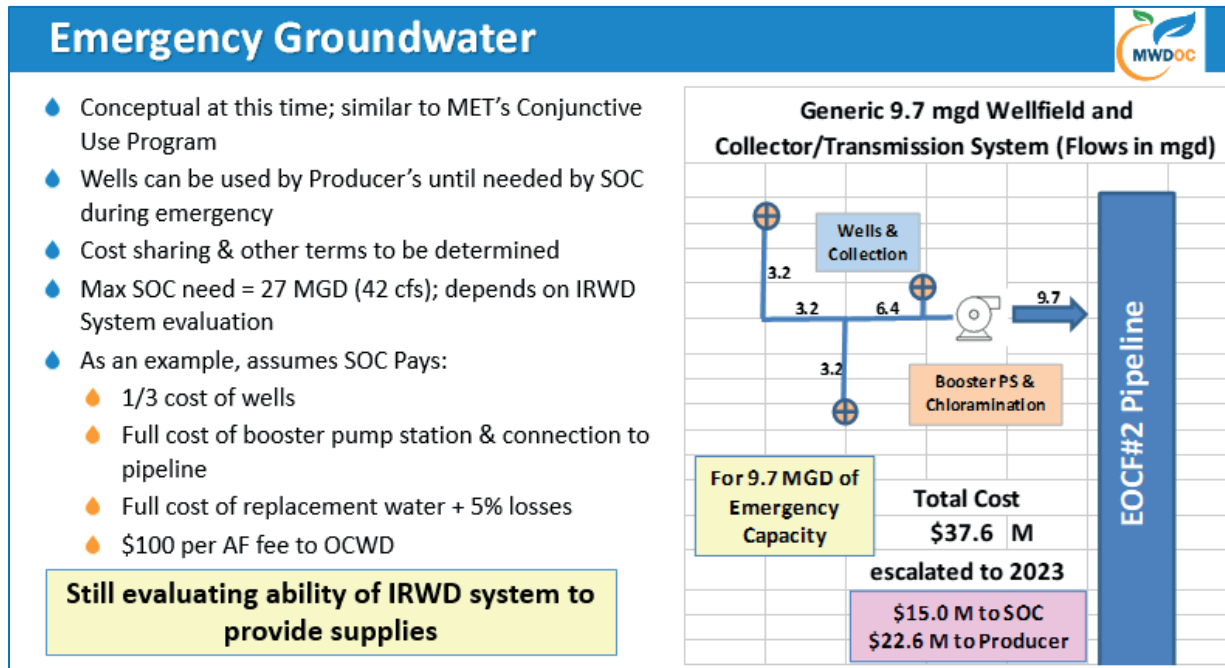 Emergency Groundwater
MWDOC
Conceptual at this time; similar to MET's Conjunctive
Use Program
Wells can be used by Producer's until needed by SOC
during emergency
Cost sharing & other terms to be determined
Max SOC need = 27 MGD (42 cfs); depends on IRWD
System evaluation
As an example, assumes SOC Pays:
1/3 cost of wells
Full cost of booster pump station & connection to
pipeline
Full cost of replacement water + 5% losses
$100 per AF fee to OCWD
Still evaluating ability of IRWD system to
provide supplies
Generic 9.7 mgd Wellfield and
Collector/Transmission System (Flows in mgd)
Wells &
Collection
3.2
3.2
6.4
9.7
3.2
Booster PS &
Chloramination
EOCF#2 Pipeline
For 9.7 MGD of
Emergency
Capacity
Total Cost
$37.6 M
escalated to 2023
$15.0 M to SOC
$22.6 M to Producer